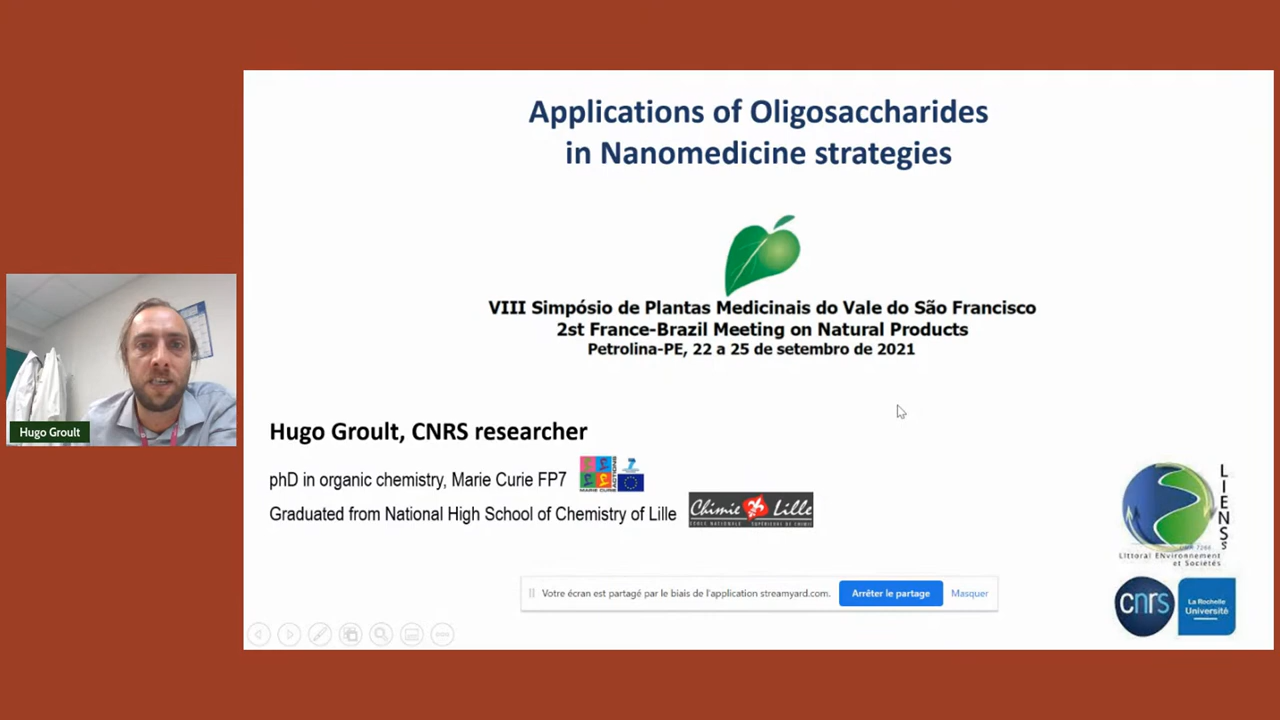 Applications of Oligosaccharides
in Nanomedicine strategies
VIII Simpósio de Plantas Medicinais do Vale do São Francisco
2st France-Brazil Meeting on Natural Products
Petrolina-PE, 22 a 25 de setembro de 2021
Hugo Groult
Hugo Groult, CNRS researcher
phD in organic chemistry, Marie Curie FP7
MARIE CURIE ACTIONS
Graduated from National High School of Chemistry of Lille
Chimie Lille
LIENSs
Littoral ENvironnement
et Sociétés
Votre écran est partagé par le biais de l'application streamyard.com.
Arrêter le partage
Masquer
cnrs
La Rochelle
Université